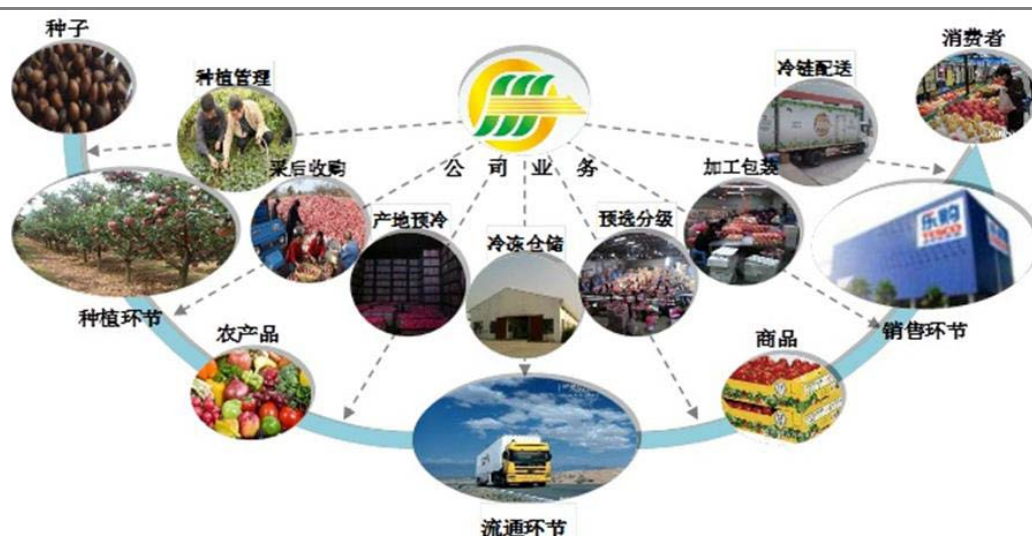 种子
消费者
种植管理
冷链配送
采后收购
公司业务
加工包装
产地预冷
冷冻仓储
预选分级
乐购
TESCO
种植环节
农产品
商品
销售环节
流通环节